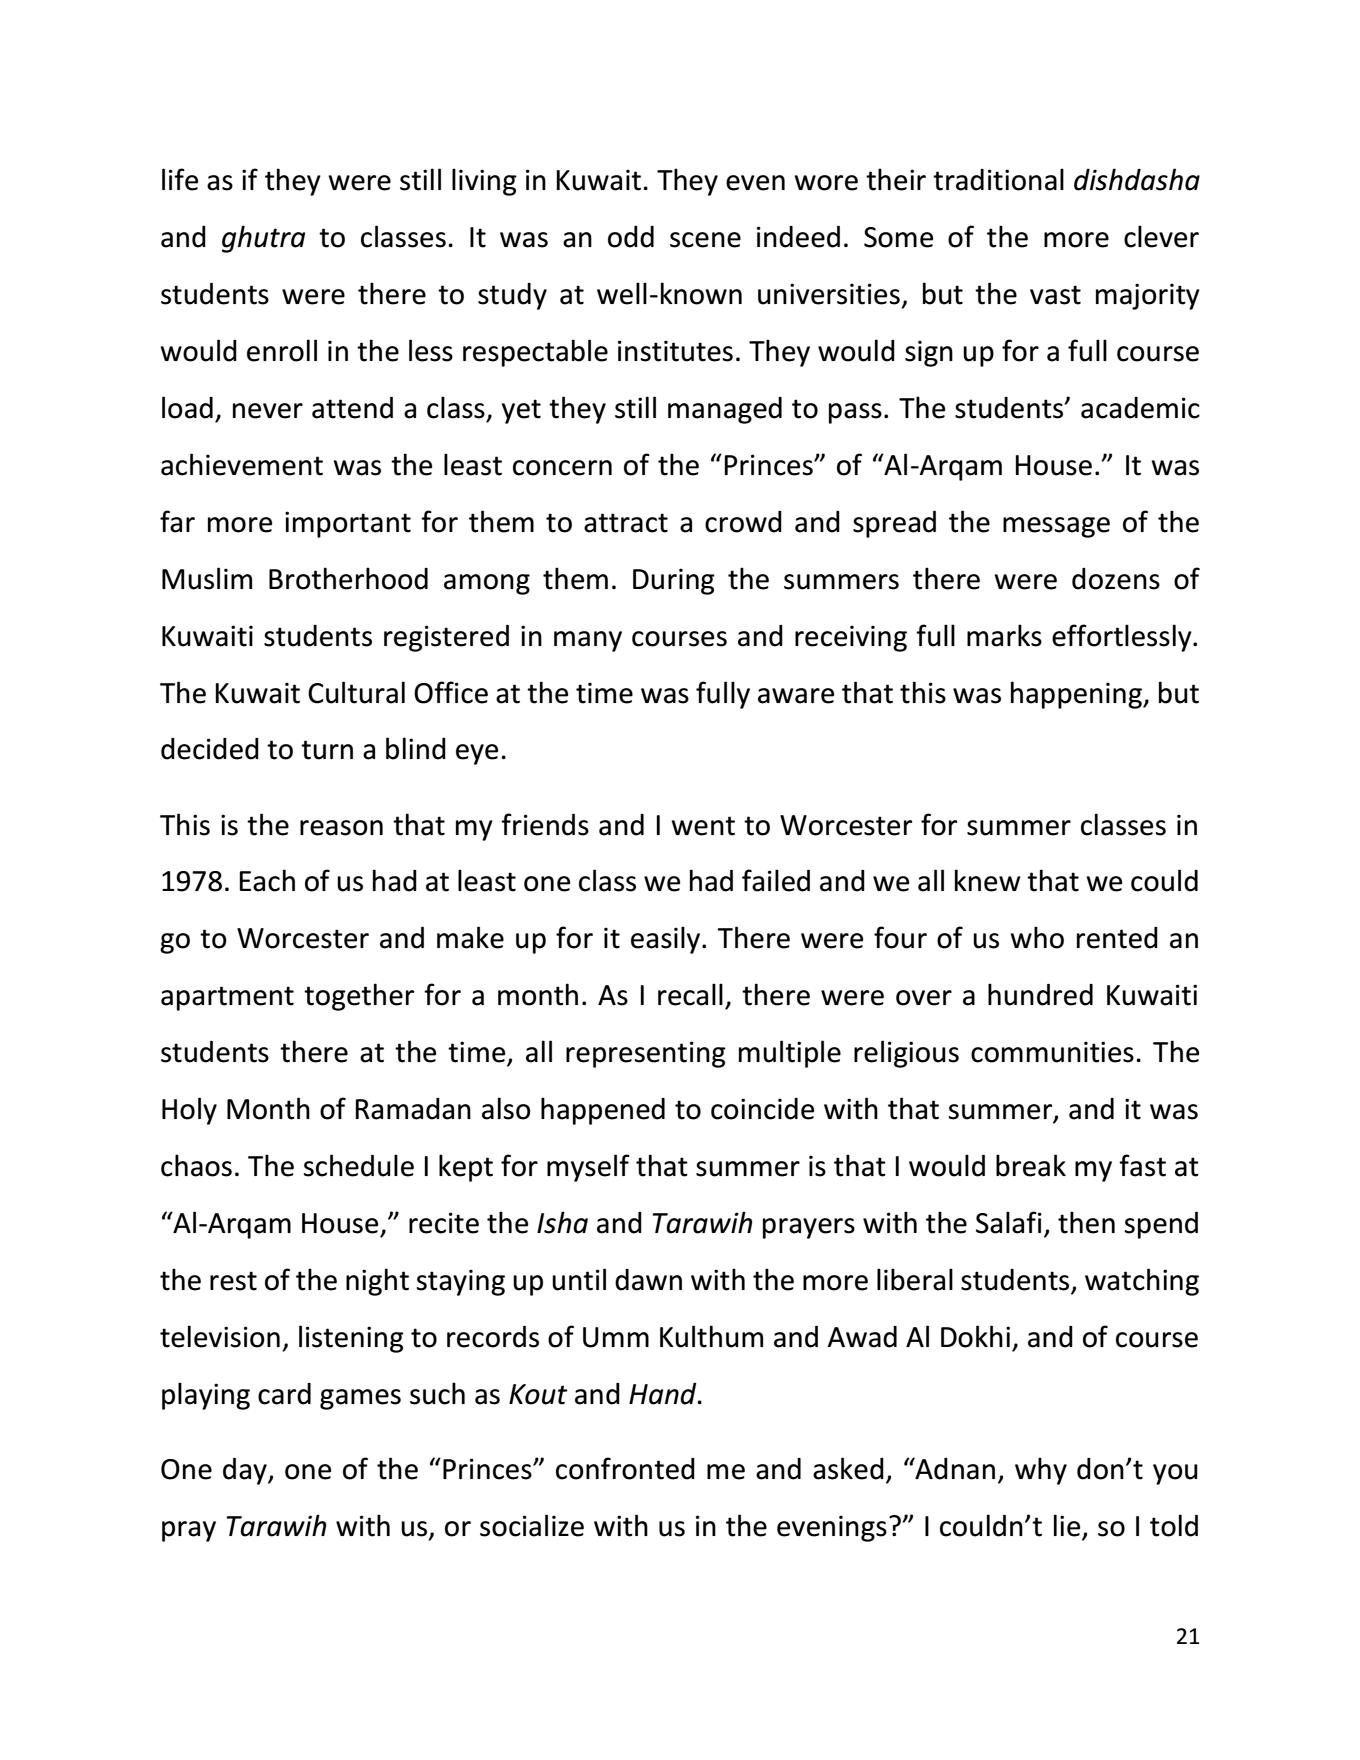 life as if they were still living in Kuwait. They even wore their traditional dishdasha
and ghutra to classes. It was an odd scene indeed. Some of the more clever
students were there to study at well-known universities, but the vast majority
would enroll in the less respectable institutes. They would sign up for a full course
load, never attend a class, yet they still managed to pass. The students’ academic
achievement was the least concern of the “Princes” of “Al-Arqam House.” It was
far more important for them to attract a crowd and spread the message of the
Muslim Brotherhood among them. During the summers there were dozens of
Kuwaiti students registered in many courses and receiving full marks effortlessly.
The Kuwait Cultural Office at the time was fully aware that this was happening, but
decided to turn a blind eye.
This is the reason that my friends and I went to Worcester for summer classes in
1978. Each of us had at least one class we had failed and we all knew that we could
go to Worcester and make up for it easily. There were four of us who rented an
apartment together for a month. As I recall, there were over a hundred Kuwaiti
students there at the time, all representing multiple religious communities. The
Holy Month of Ramadan also happened to coincide with that summer, and it was
chaos. The schedule I kept for myself that summer is that I would break my fast at
“Al-Arqam House,” recite the Isha and Tarawih prayers with the Salafi, then spend
the rest of the night staying up until dawn with the more liberal students, watching
television, listening to records of Umm Kulthum and Awad Al Dokhi, and of course
playing card games such as Kout and Hand.
One day, one of the “Princes” confronted me and asked, “Adnan, why don’t you
pray Tarawih with us, or socialize with us in the evenings?” I couldn’t lie, so I told
21